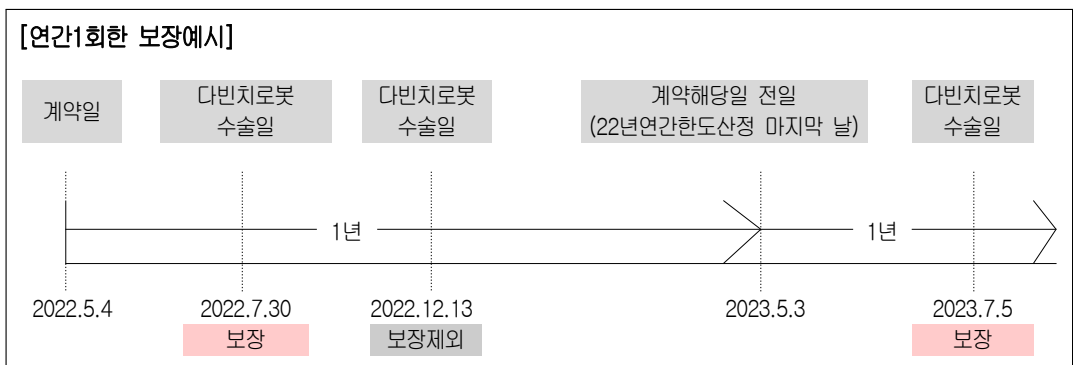 [연간1회한 보장예시]
계약일
다빈치로봇
수술일
다빈치로봇
수술일
계약해당일 전일
(22년연간한도산정 마지막 날)
다빈치로봇
수술일
1년
1년
2022.5.4
2022.7.30
2022.12.13
2023.5.3
2023.7.5
보장
보장제외
보장